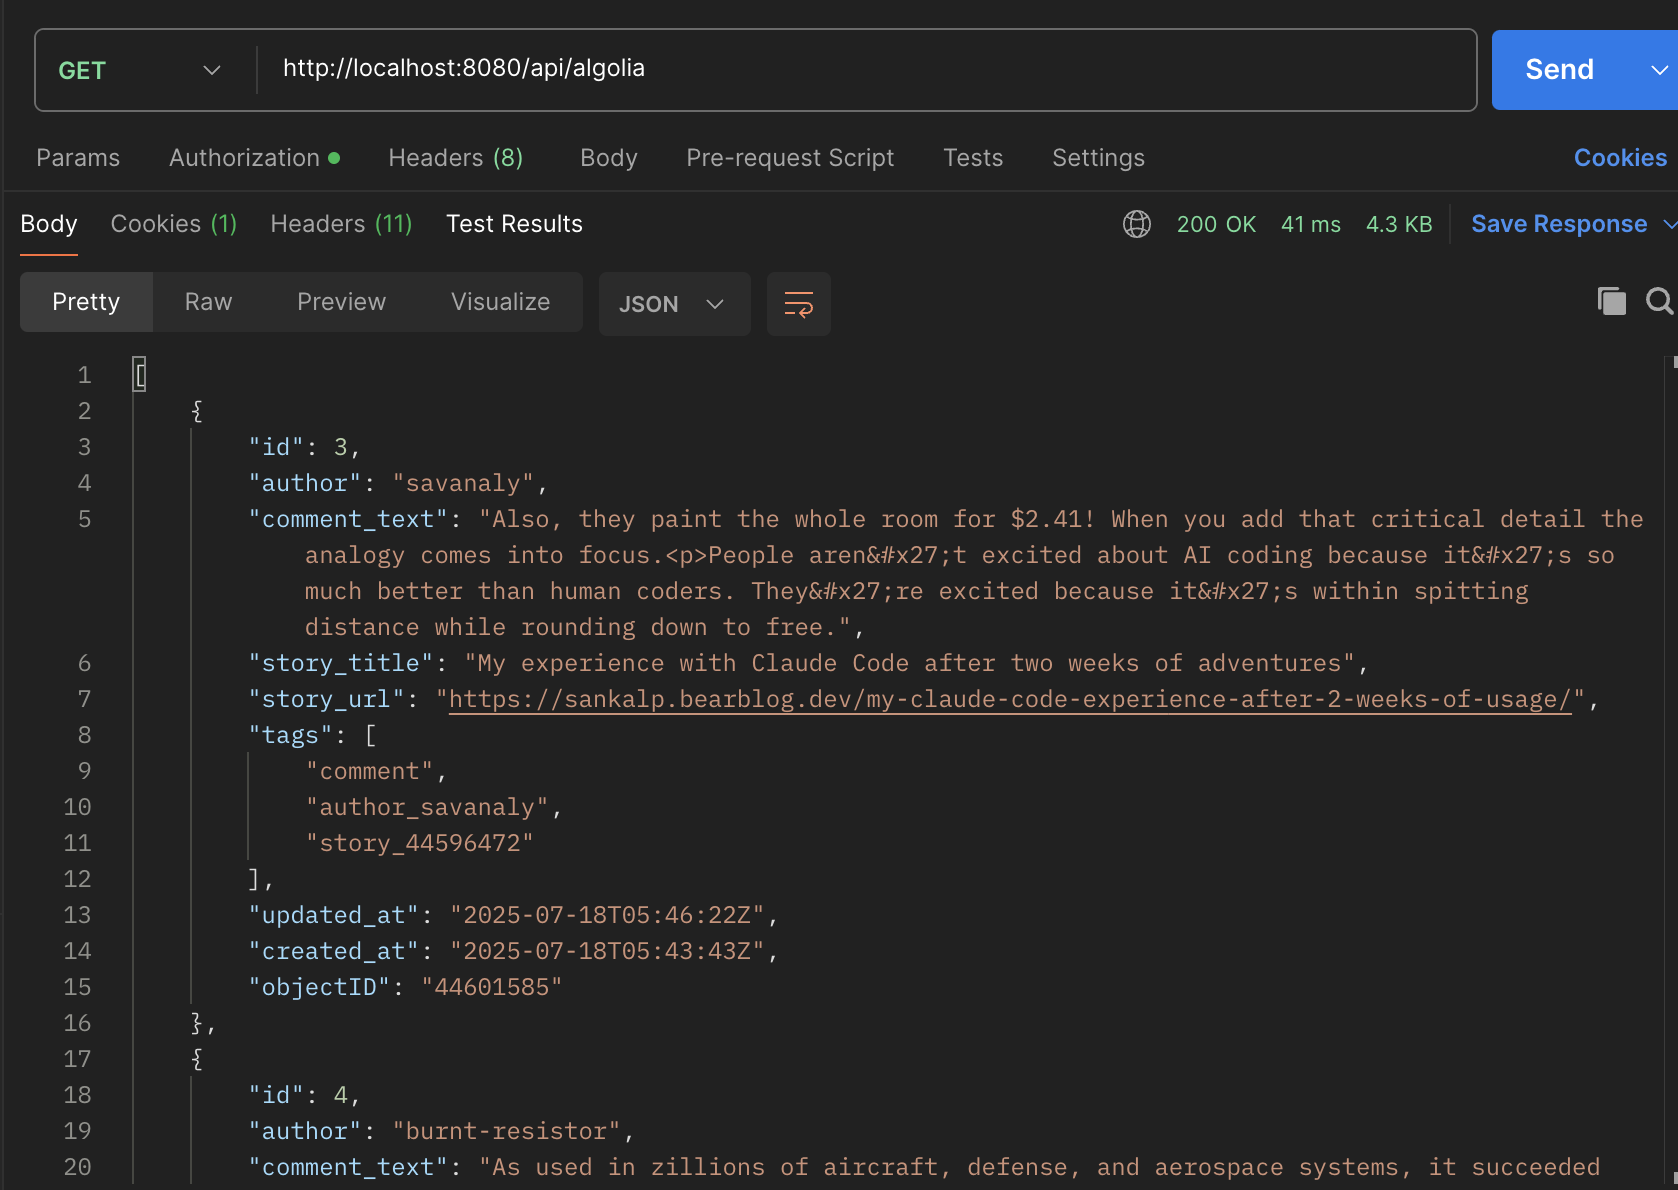 GET http://localhost:8080/api/algolia Send
Params Authorization Headers (8) Body Pre-request Script Tests Settings Cookies
Body Cookies (1) Headers (11) Test Results 200 OK 41 ms 4.3 KB Save Response
Pretty Raw Preview Visualize JSON
1 [
2 {
3 "id": 3,
4 "author": "savanaly",
5 "comment_text": "Also, they paint the whole room for $2.41! When you add that critical detail the
analogy comes into focus.<p>People aren&#x27;t excited about AI coding because it&#x27;s so
much better than human coders. They&#x27;re excited because it&#x27;s within spitting
distance while rounding down to free.",
6 "story_title": "My experience with Claude Code after two weeks of adventures",
7 "story_url": "https://sankalp.bearblog.dev/my-claude-code-experience-after-2-weeks-of-usage/",
8 "tags": [
9 "comment",
10 "author_savanaly",
11 "story_44596472"
12 ],
13 "updated_at": "2025-07-18T05:46:22Z",
14 "created_at": "2025-07-18T05:43:43Z",
15 "objectID": "44601585"
16 },
17 {
18 "id": 4,
19 "author": "burnt-resistor",
20 "comment_text": "As used in zillions of aircraft, defense, and aerospace systems, it succeeded